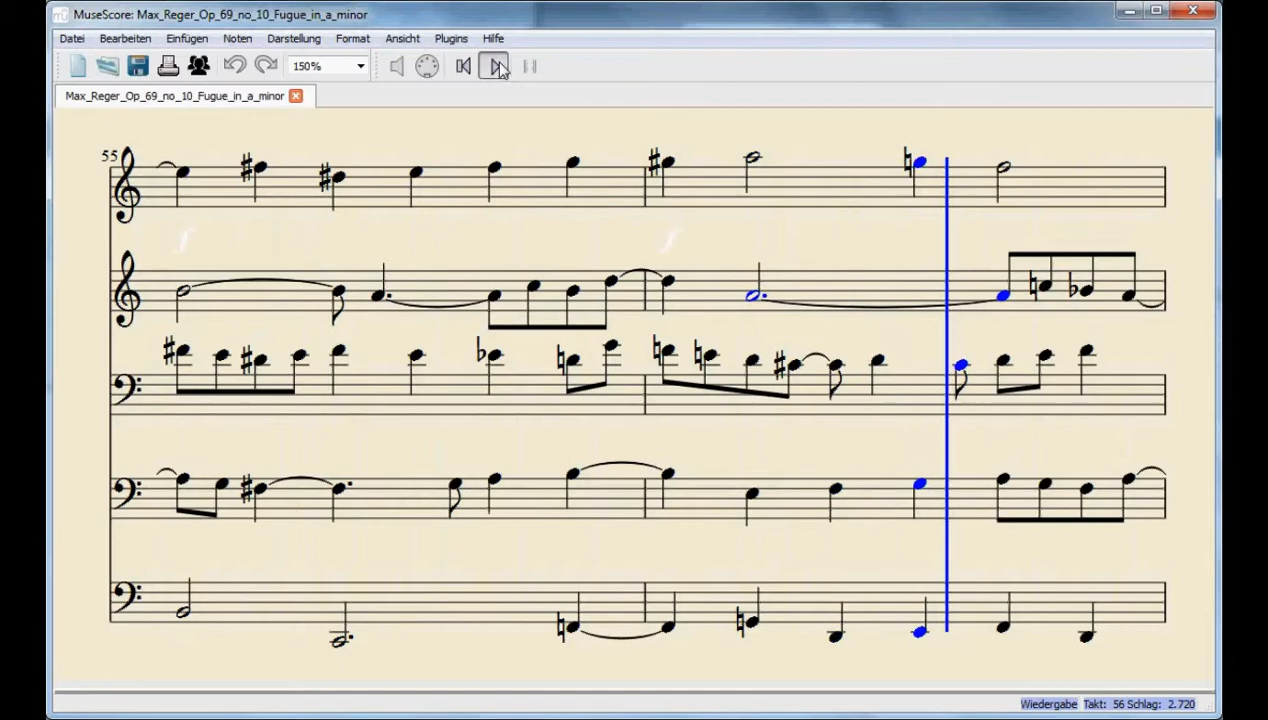 MuseScore: Max_Reger_Op_69_no_10_Fugue_in_a_minor
Datei Bearbeiten Einfügen Noten Darstellung Format Ansicht Plugins Hilfe
150%
Max_Reger_Op_69_no_10_Fugue_in_a_minor
55
f f
Wiedergabe Takt: 56 Schlag: 2.720